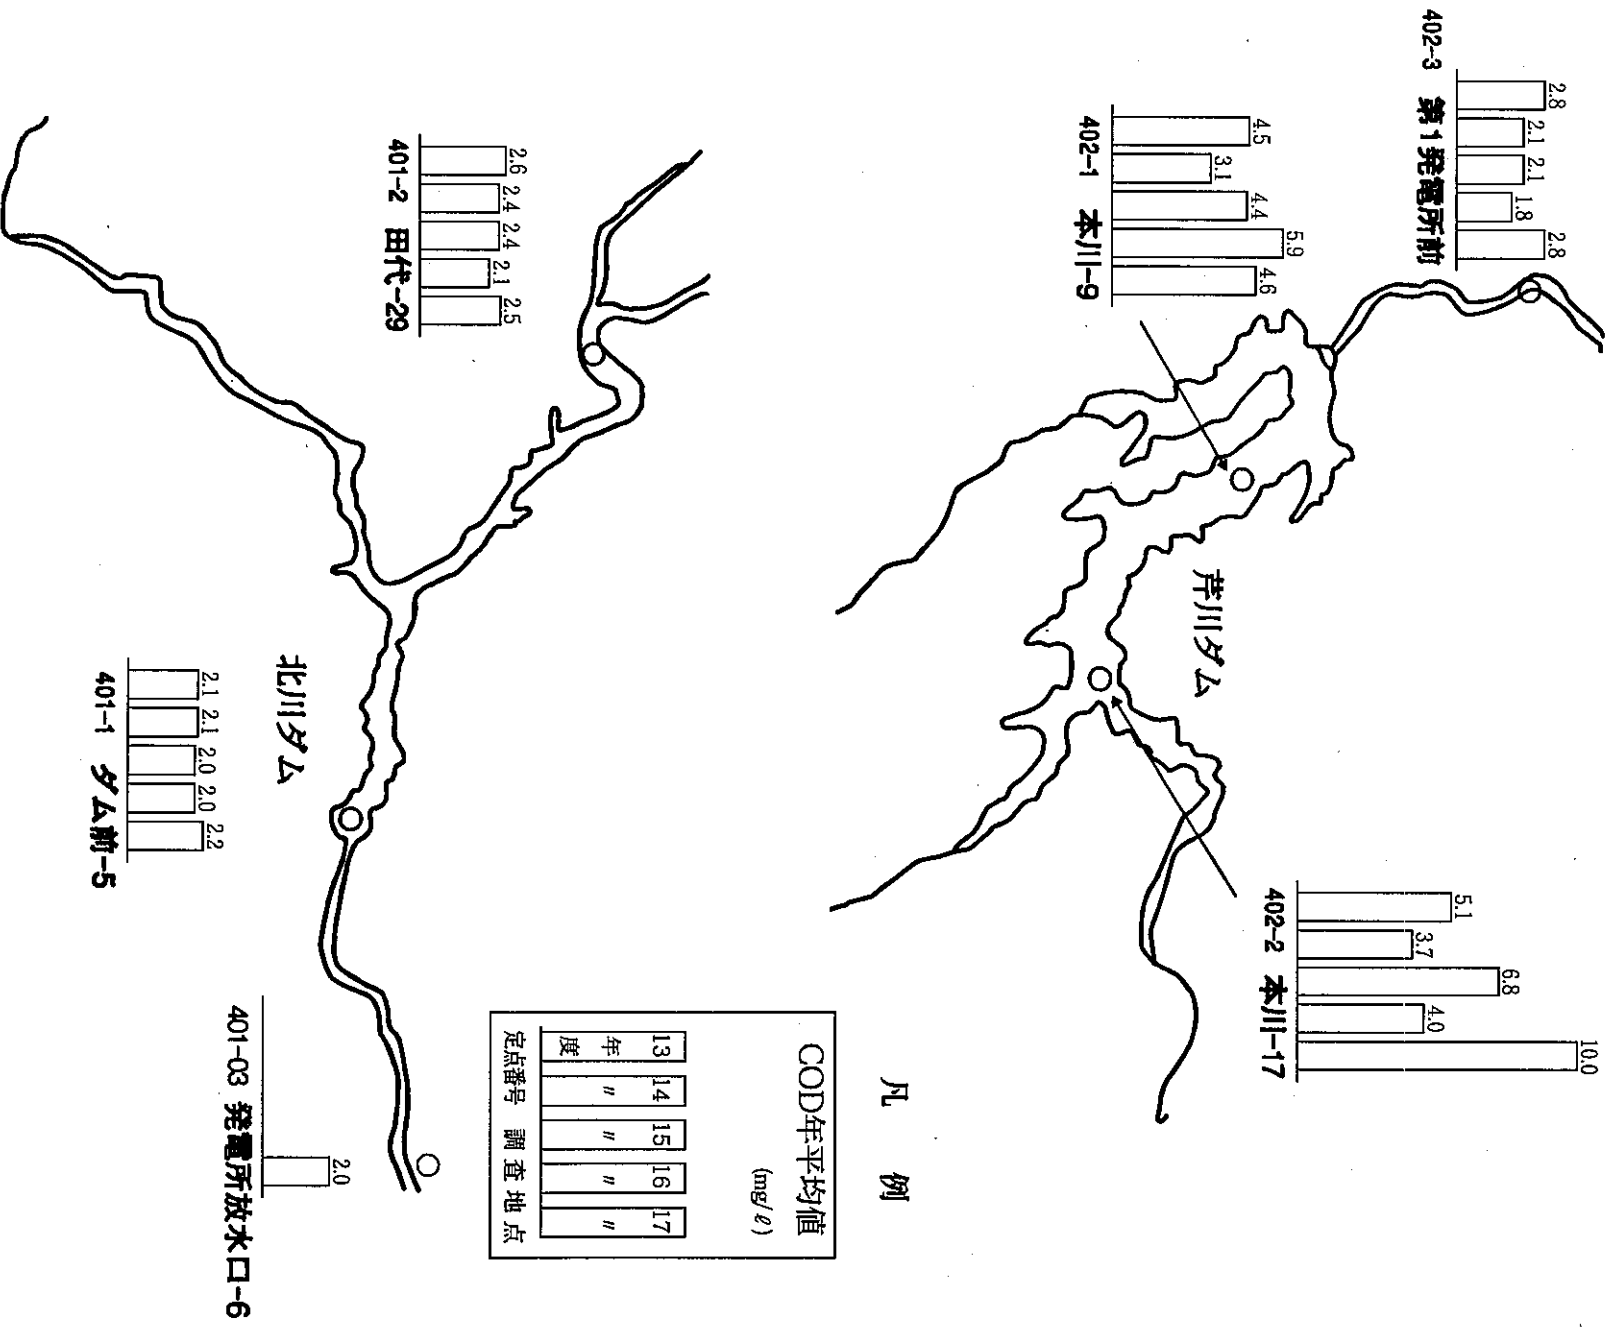 402-3 第1発電所前
2.8
2.1
2.1
1.8
2.8
402-1 本川-9
4.5
3.1
4.4
5.9
4.6
芹川ダム
402-2 本川-17
5.1
3.7
6.8
4.0
10.0
401-2 田代-29
2.6
2.4
2.4
2.1
2.5
北川ダム
401-1 ダム前-5
2.1
2.1
2.0
2.0
2.2
401-03 発電所放水口-6
2.0
凡 例
COD年平均値
(mg/ℓ)
13 14 15 16 17
年度 〃 〃 〃 〃
定点番号 調査地点